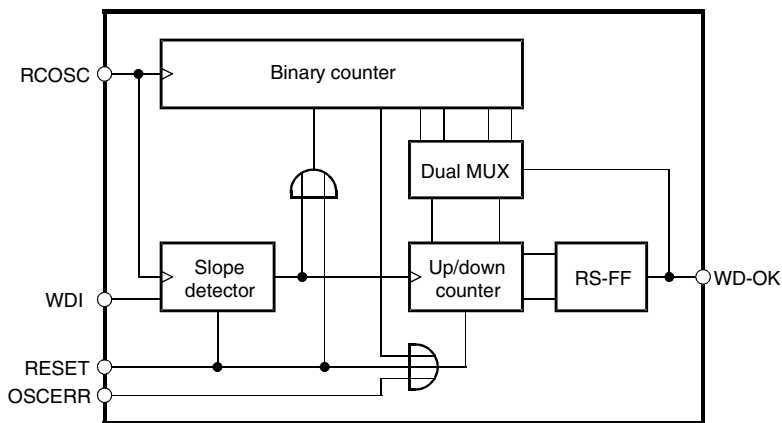 RCOSC
Binary counter
Dual MUX
Slope
detector
Up/down
counter
RS-FF
WD-OK
WDI
RESET
OSCERR